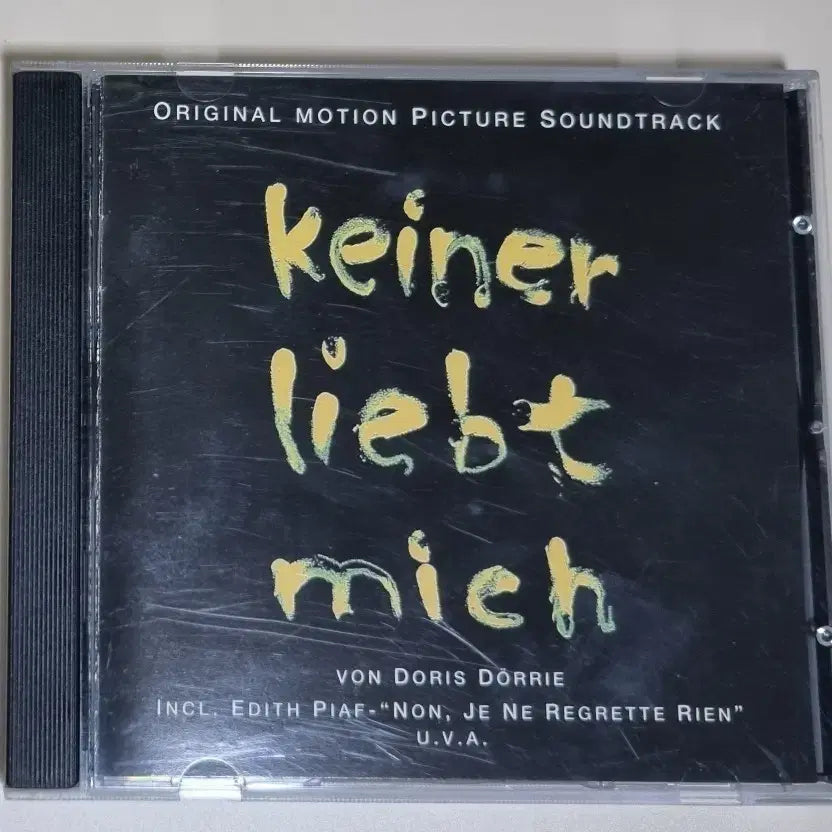 ORIGINAL MOTION PICTURE SOUNDTRACK
keiner
liebt
mich
VON DORIS DÖRRIE
INCL. EDITH PIAF-“NON, JE NE REGRETTE RIEN”
U.V.A.